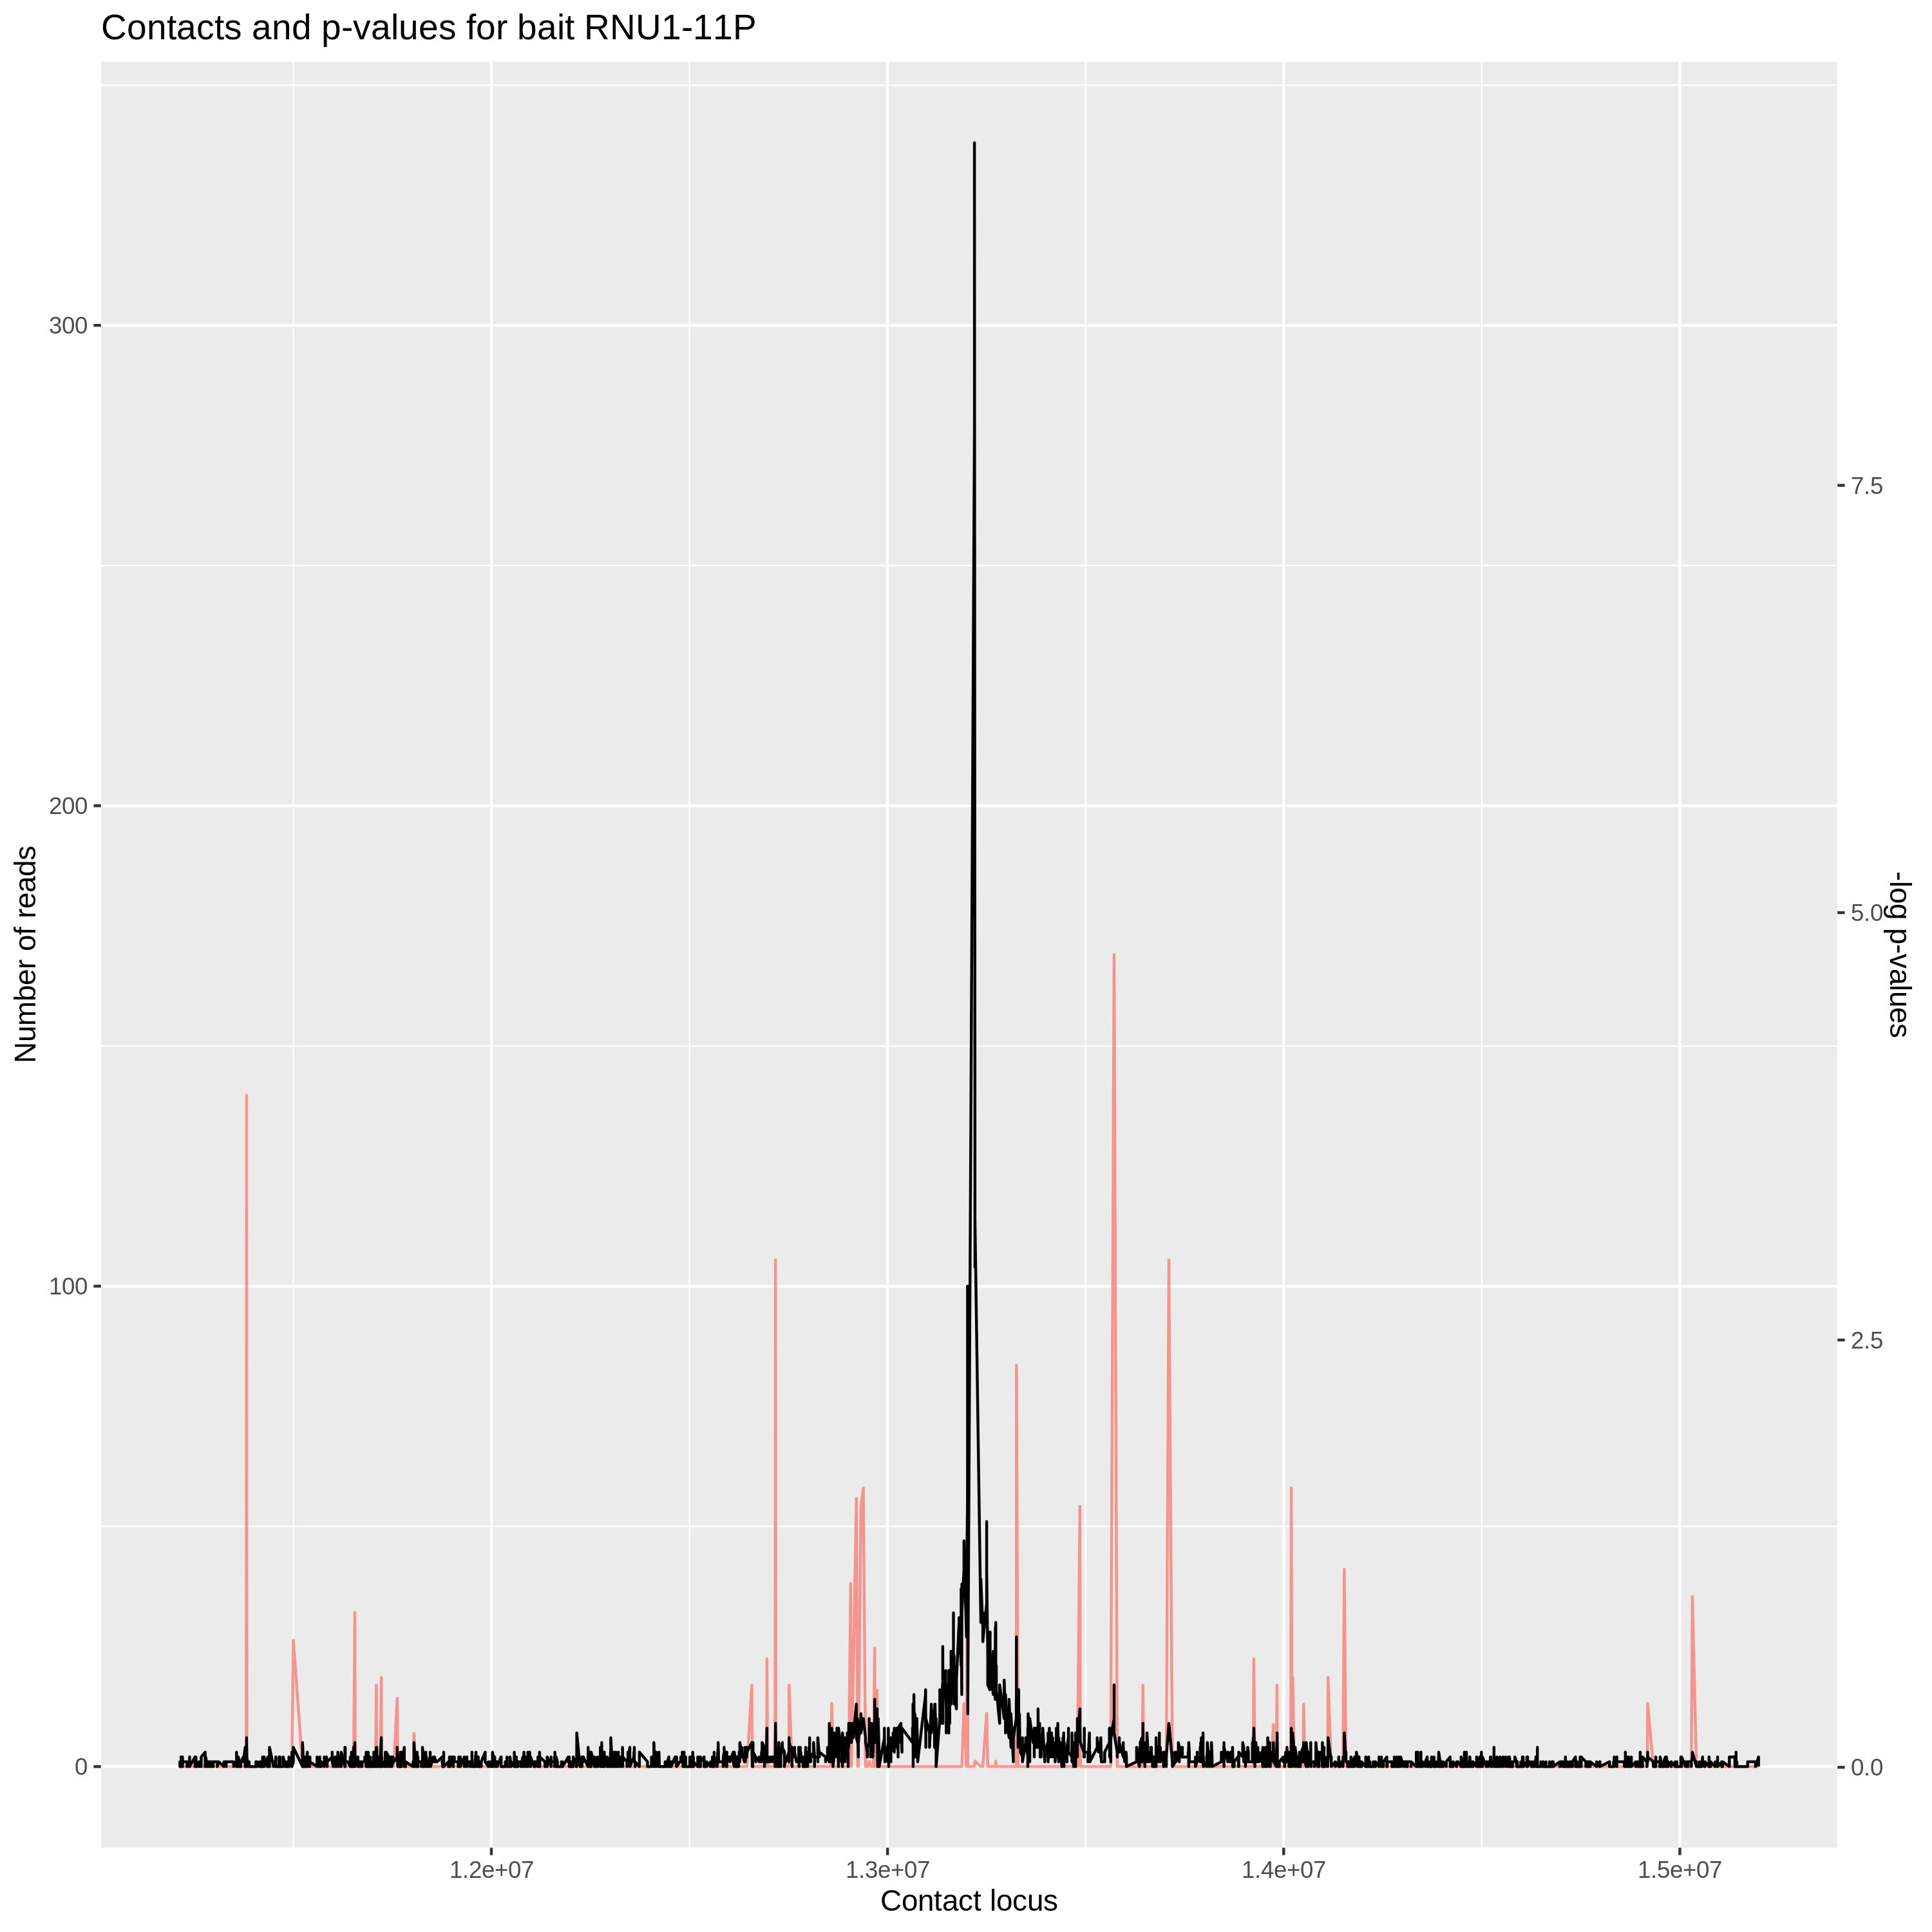 Contacts and p-values for bait RNU1-11P
300
200
100
0
7.5
5.0
2.5
0.0
Number of reads
-log p-values
1.2e+07
1.3e+07
1.4e+07
1.5e+07
Contact locus